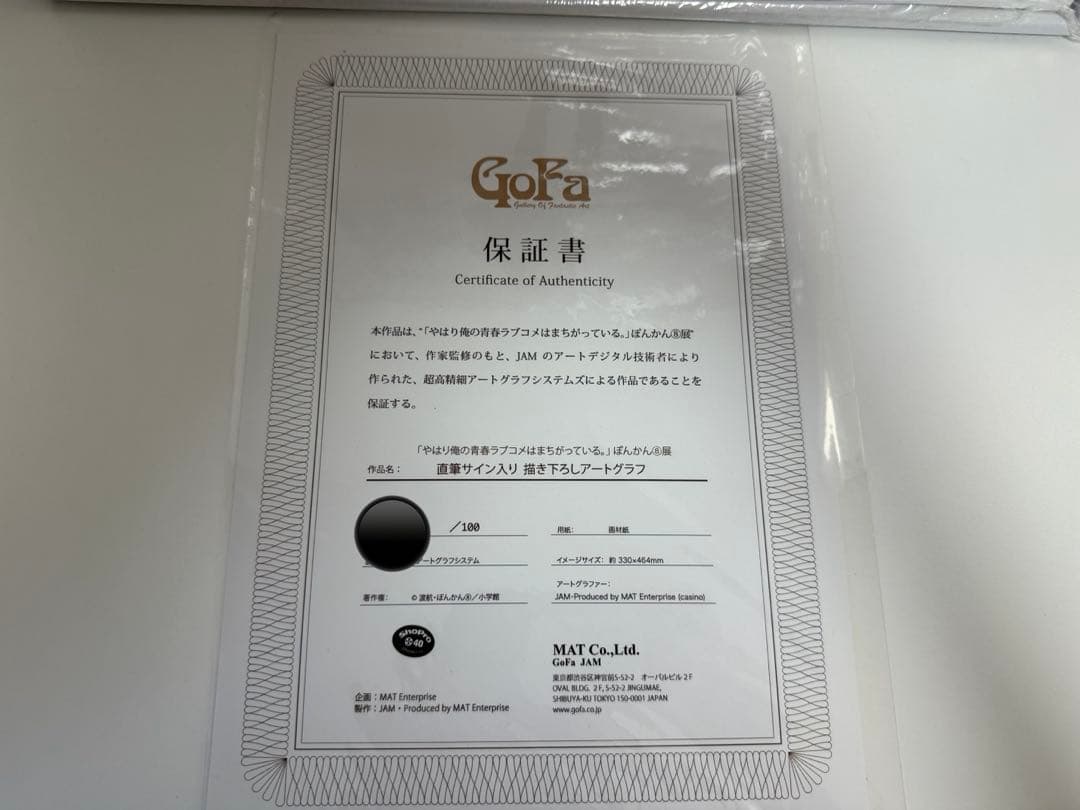 GoFa
Gallery Of Fantastic Art
保証書
Certificate of Authenticity
本作品は、"「やはり俺の青春ラブコメはまちがっている。」ぽんかん⑧展"
において、作家監修のもと、JAM のアートデジタル技術者により
作られた、超高精細アートグラフシステムズによる作品であることを
保証する。
「やはり俺の青春ラブコメはまちがっている。」ぽんかん⑧展
作品名： 直筆サイン入り 描き下ろしアートグラフ
／100
用紙： 画材紙
ートグラフシステム
イメージサイズ： 約 330×464mm
アートグラファー：
著作権： © 渡航・ぽんかん⑧／小学館
JAM-Produced by MAT Enterprise (casino)
ShoPro
40
MAT Co.,Ltd.
GoFa JAM
東京都渋谷区神宮前5-52-2 オーバルビル 2F
OVAL BLDG. 2F, 5-52-2 JINGUMAE,
SHIBUYA-KU TOKYO 150-0001 JAPAN
www.gofa.co.jp
企画：MAT Enterprise
製作：JAM・Produced by MAT Enterprise